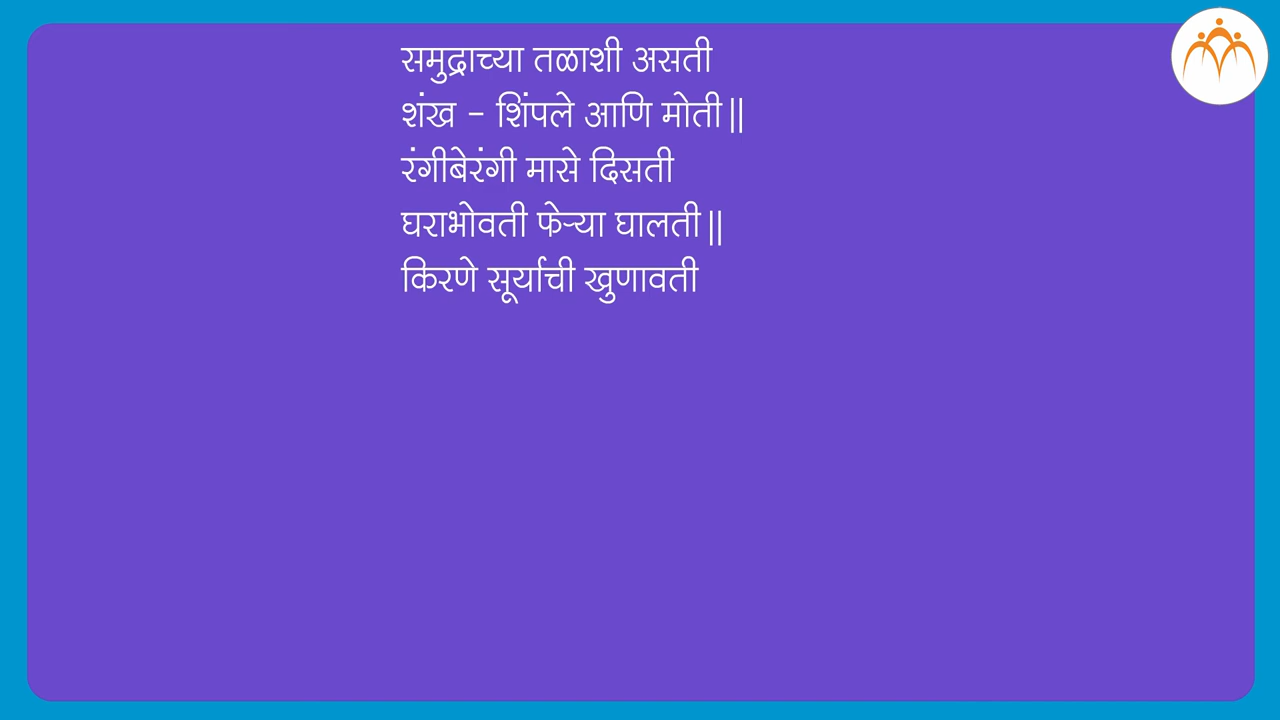 समुद्राच्या तळाशी असती
शंख - शिंपले आणि मोती||
रंगीबेरंगी मासे दिसती
घराभोवती फेऱ्या घालती||
किरणे सूर्याची खुणावती